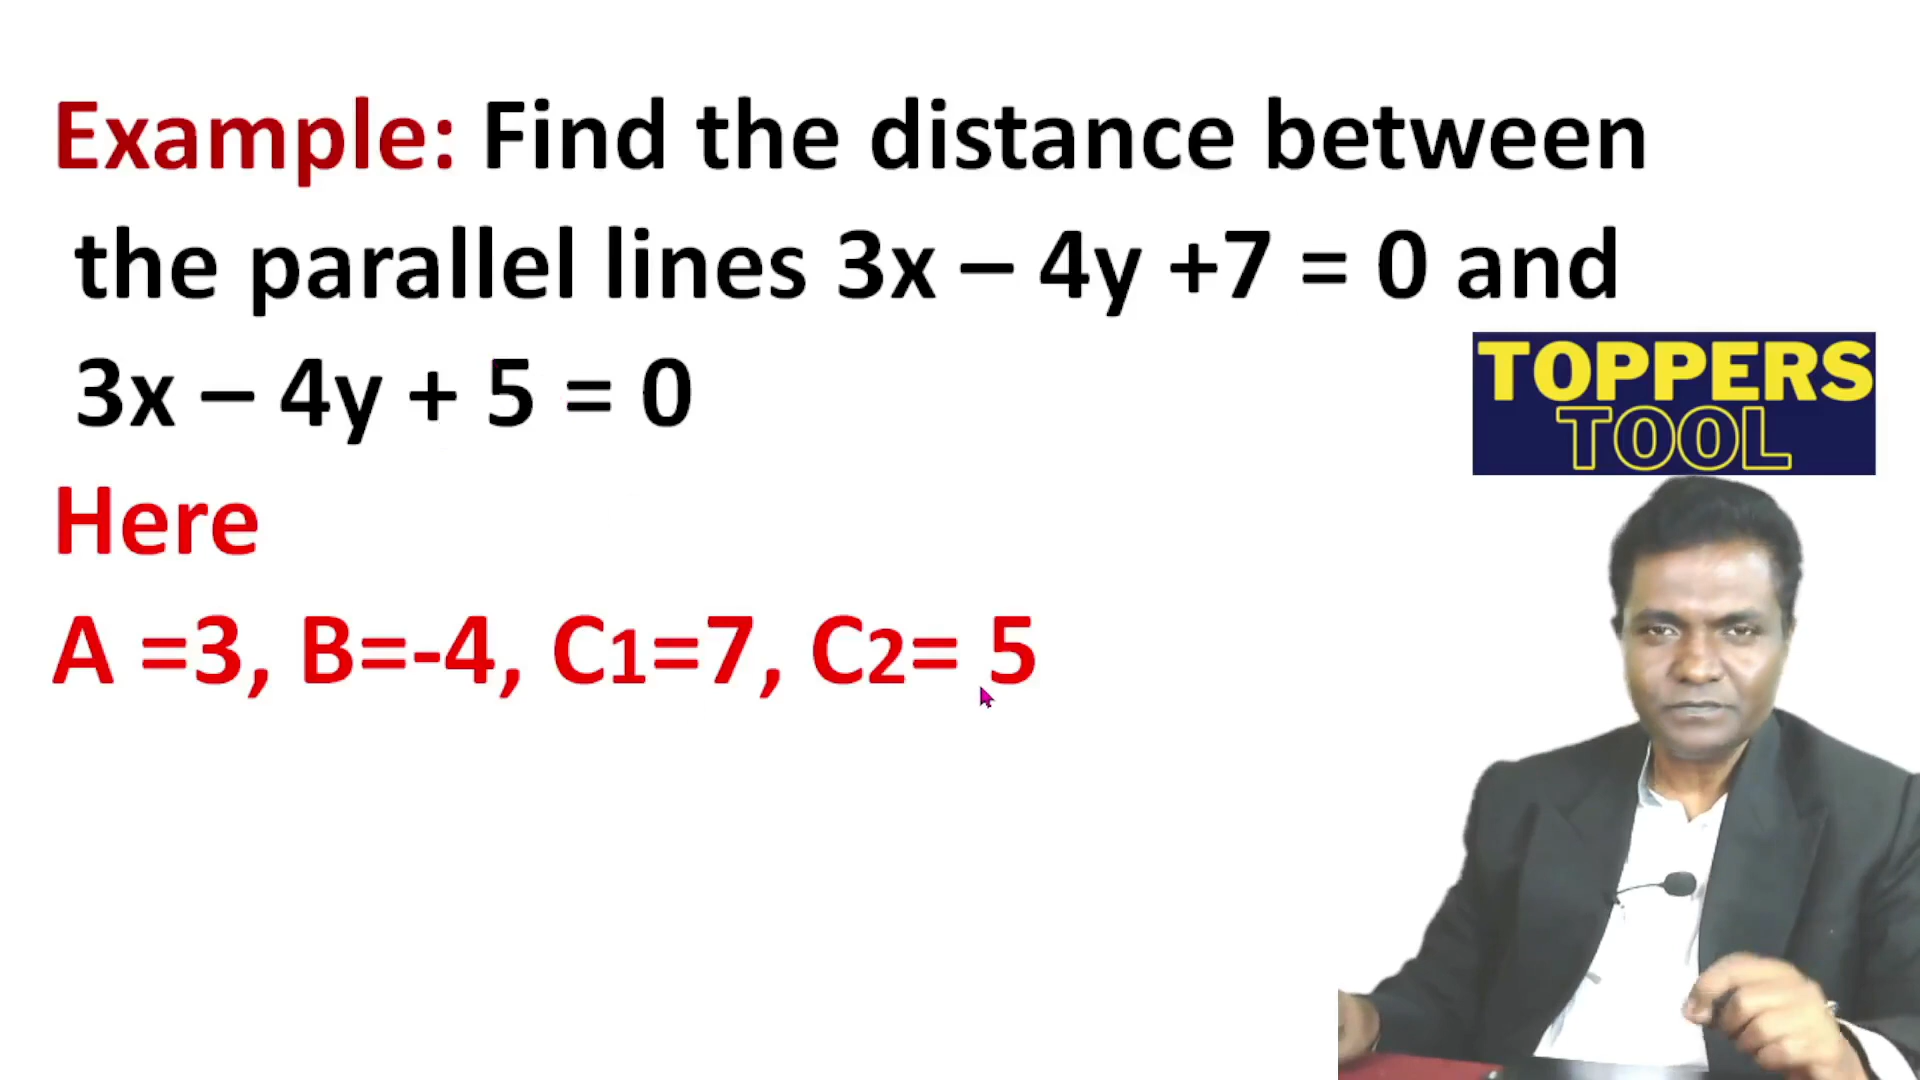 Example: Find the distance between
the parallel lines 3x – 4y +7 = 0 and
3x – 4y + 5 = 0
TOPPERS
TOOL
Here
A =3, B=-4, C1=7, C2= 5